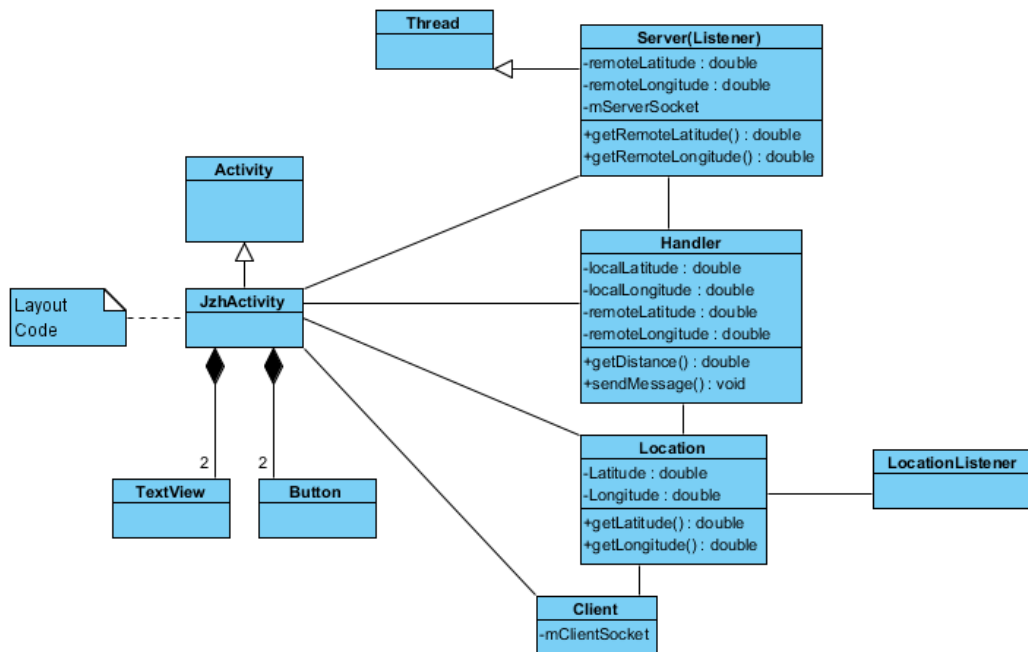 Thread
Server(Listener)
-remoteLatitude : double
-remoteLongitude : double
-mServerSocket
+getRemoteLatitude() : double
+getRemoteLongitude() : double
Activity
Handler
-localLatitude : double
-localLongitude : double
-remoteLatitude : double
-remoteLongitude : double
+getDistance() : double
+sendMessage() : void
Layout
Code
JzhActivity
2
2
TextView
Button
Location
-Latitude : double
-Longitude : double
+getLatitude() : double
+getLongitude() : double
LocationListener
Client
-mClientSocket